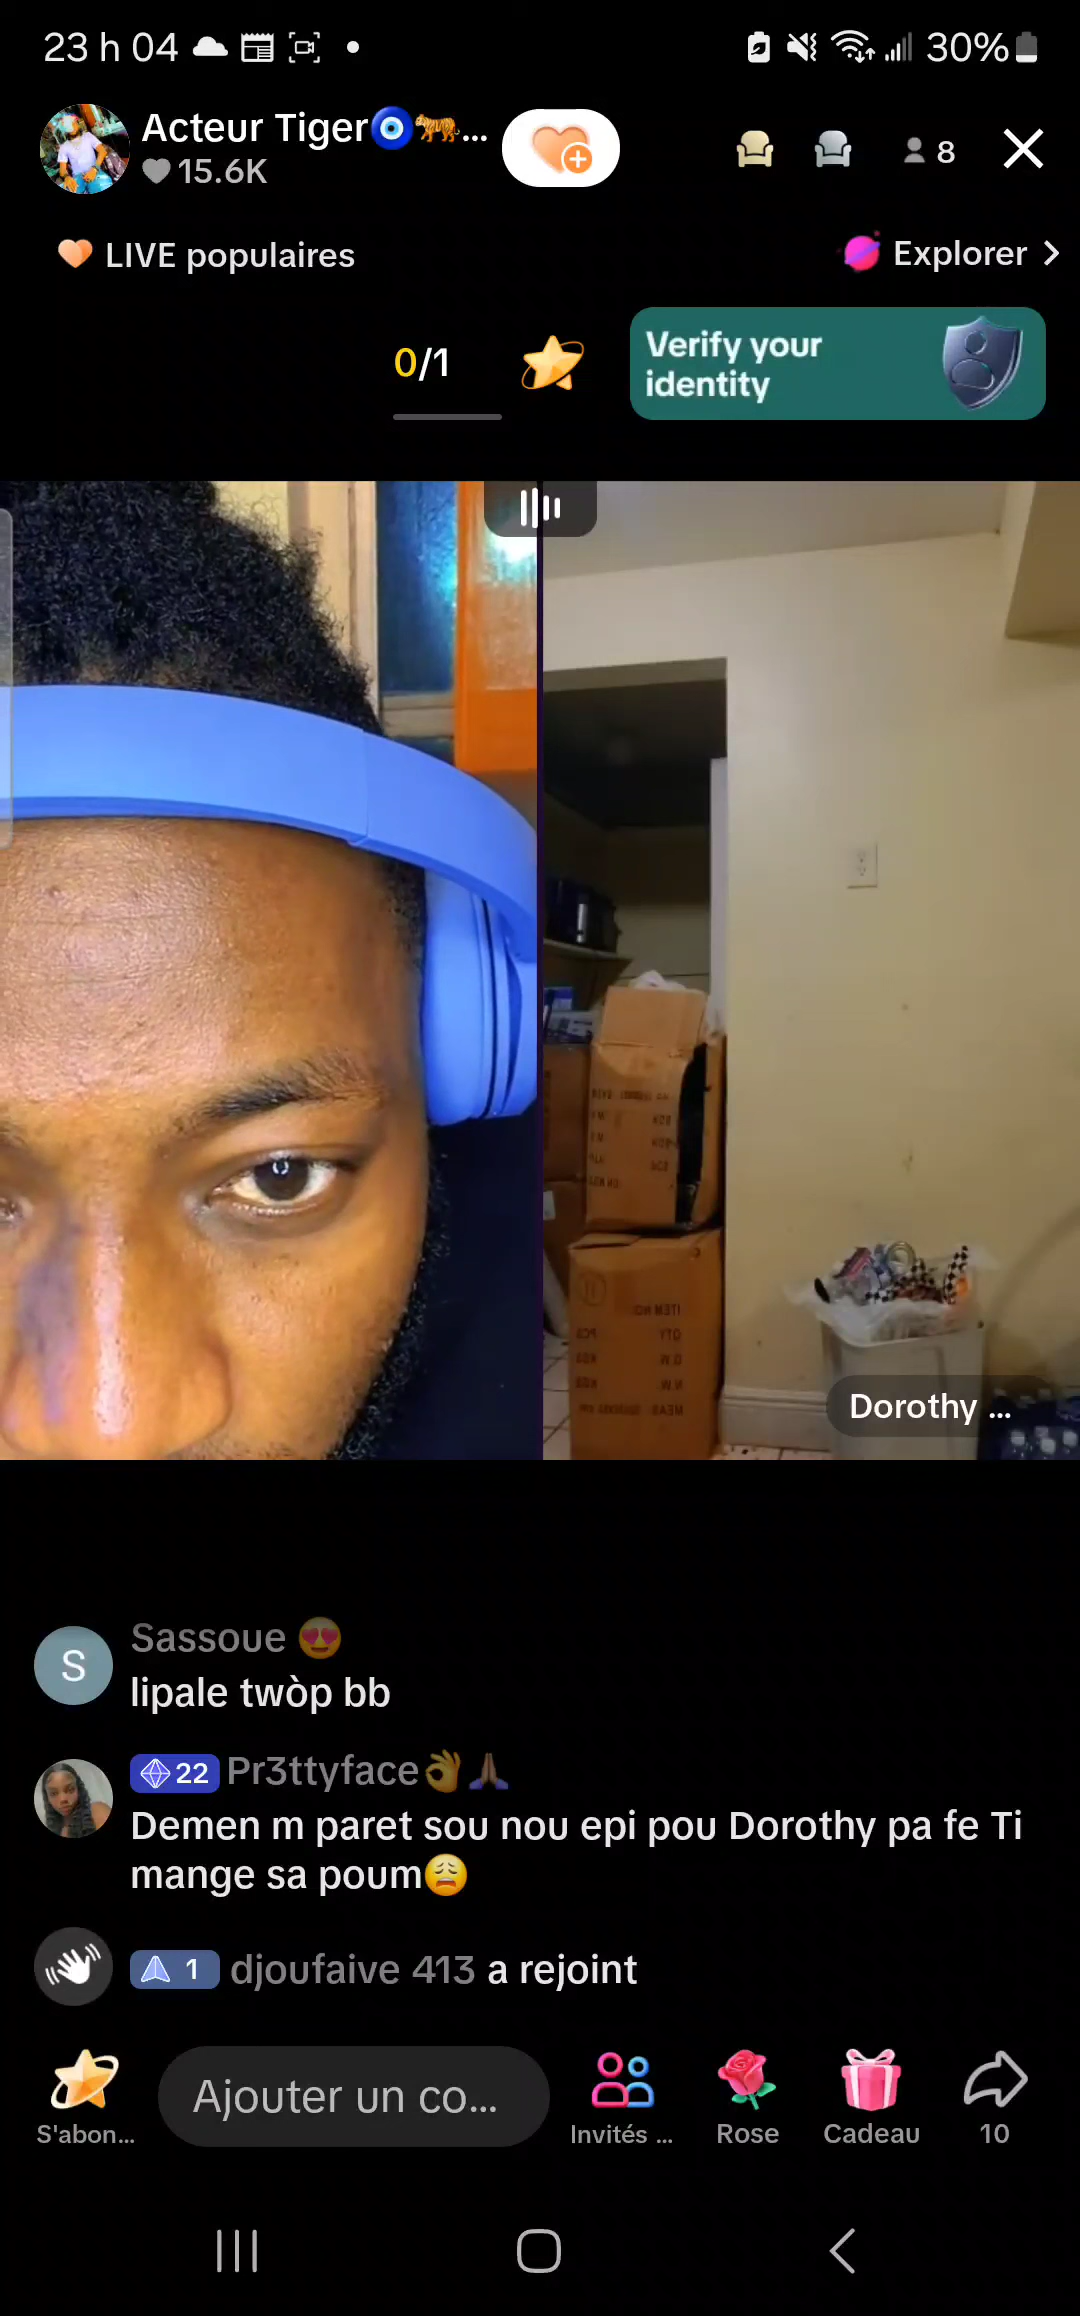 23 h 04
30%
Acteur Tiger🧿🐅...
15.6K
8
LIVE populaires
Explorer
0/1
Verify your
identity
Dorothy ...
Sassoue 😍
S
lipale twòp bb
22 Pr3ttyface👌🙏🏽
Demen m paret sou nou epi pou Dorothy pa fe Ti
mange sa poum😩
1 djoufaive 413 a rejoint
Ajouter un co...
S'abon...
Invités ...
Rose
Cadeau
10